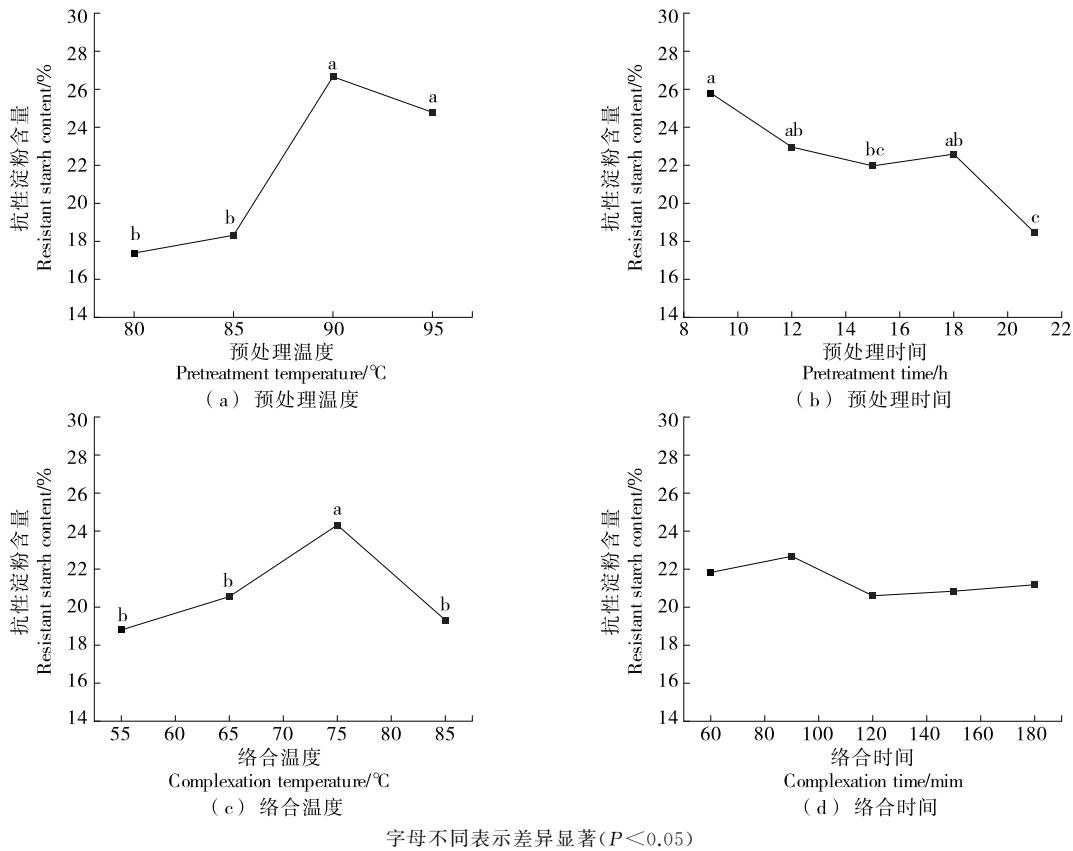 30
28
26
24
22
20
18
16
14
抗性淀粉含量
Resistant starch content/%
b
b
a
a
80
85
90
95
预处理温度
Pretreatment temperature/℃
(a) 预处理温度
30
28
26
24
22
20
18
16
14
抗性淀粉含量
Resistant starch content/%
a
ab
bc
ab
c
8
10
12
14
16
18
20
22
预处理时间
Pretreatment time/h
(b) 预处理时间
30
28
26
24
22
20
18
16
14
抗性淀粉含量
Resistant starch content/%
b
b
a
b
55
60
65
70
75
80
85
络合温度
Complexation temperature/℃
(c) 络合温度
30
28
26
24
22
20
18
16
14
抗性淀粉含量
Resistant starch content/%
60
80
100
120
140
160
180
络合时间
Complexation time/mim
(d) 络合时间
字母不同表示差异显著(P<0.05)